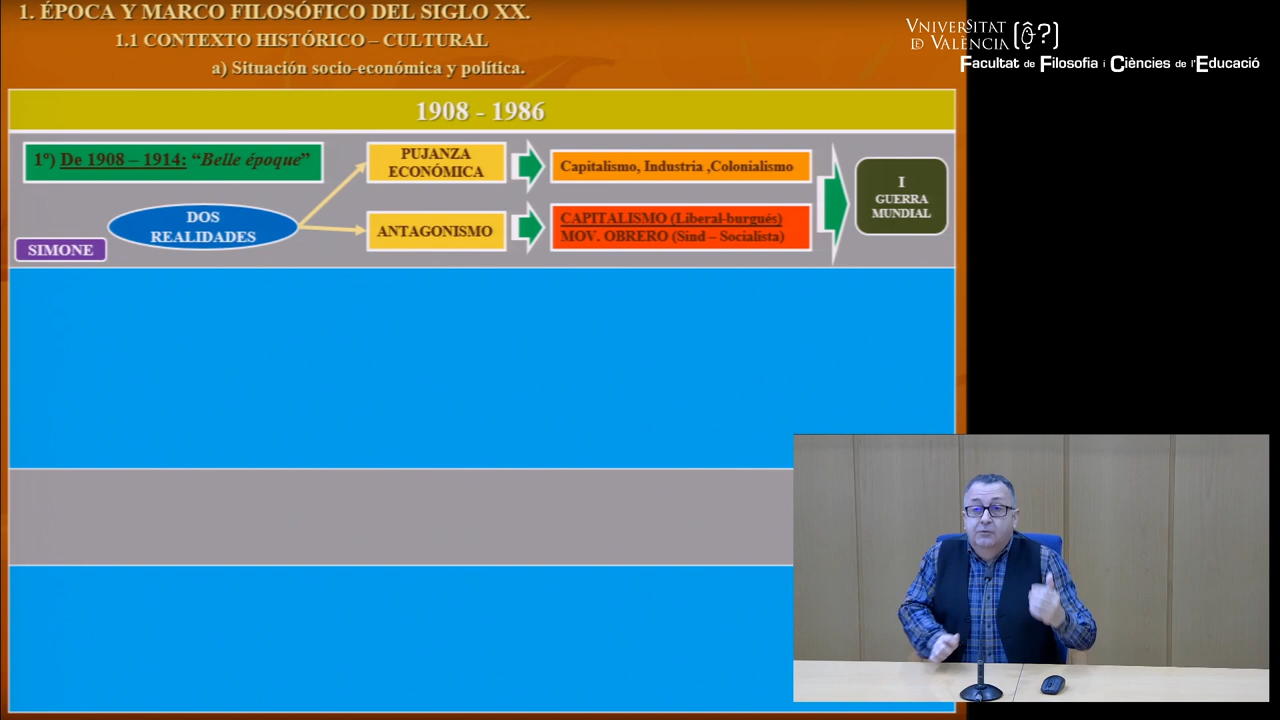 1. ÉPOCA Y MARCO FILOSÓFICO DEL SIGLO XX.
1.1 CONTEXTO HISTÓRICO – CULTURAL
a) Situación socio-económica y política.
VNIVERSITAT
DE VALÈNCIA
Facultat de Filosofia i Ciències de l'Educació
1908 - 1986
1º) De 1908 – 1914: “Belle époque”
PUJANZA
ECONÓMICA
Capitalismo, Industria ,Colonialismo
I
GUERRA
MUNDIAL
DOS
REALIDADES
ANTAGONISMO
CAPITALISMO (Liberal-burgués)
MOV. OBRERO (Sind – Socialista)
SIMONE